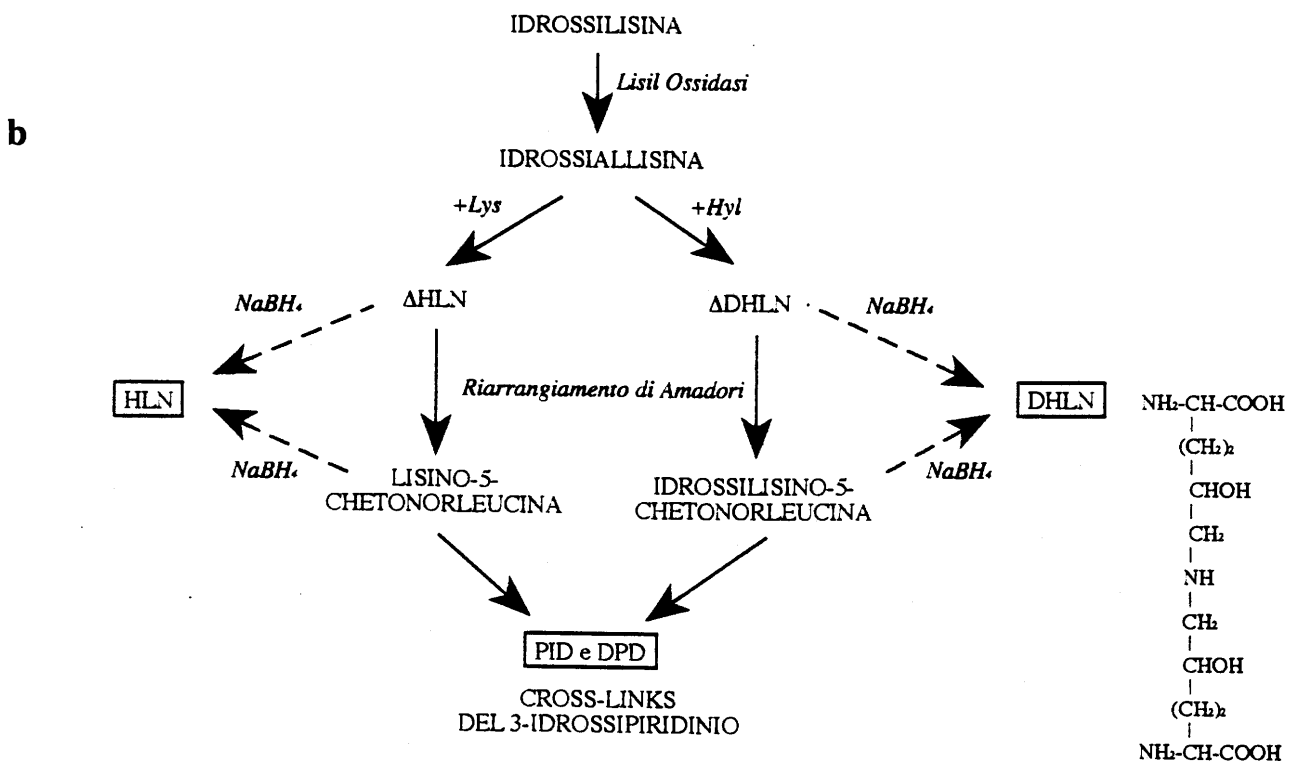 IDROSSILISINA
Lisil Ossidasi
b
IDROSSIALLISINA
+Lys
+Hyl
NaBH₄
ΔHLN
ΔDHLN
NaBH₄
HLN
Riarrangiamento di Amadori
DHLN
NaBH₄
LISINO-5-
CHETONORLEUCINA
IDROSSILISINO-5-
CHETONORLEUCINA
NaBH₄
PID e DPD
CROSS-LINKS
DEL 3-IDROSSIPIRIDINIO
NH₂-CH-COOH
(CH₂)₂
CHOH
CH₂
NH
CH₂
CHOH
(CH₂)₂
NH₂-CH-COOH